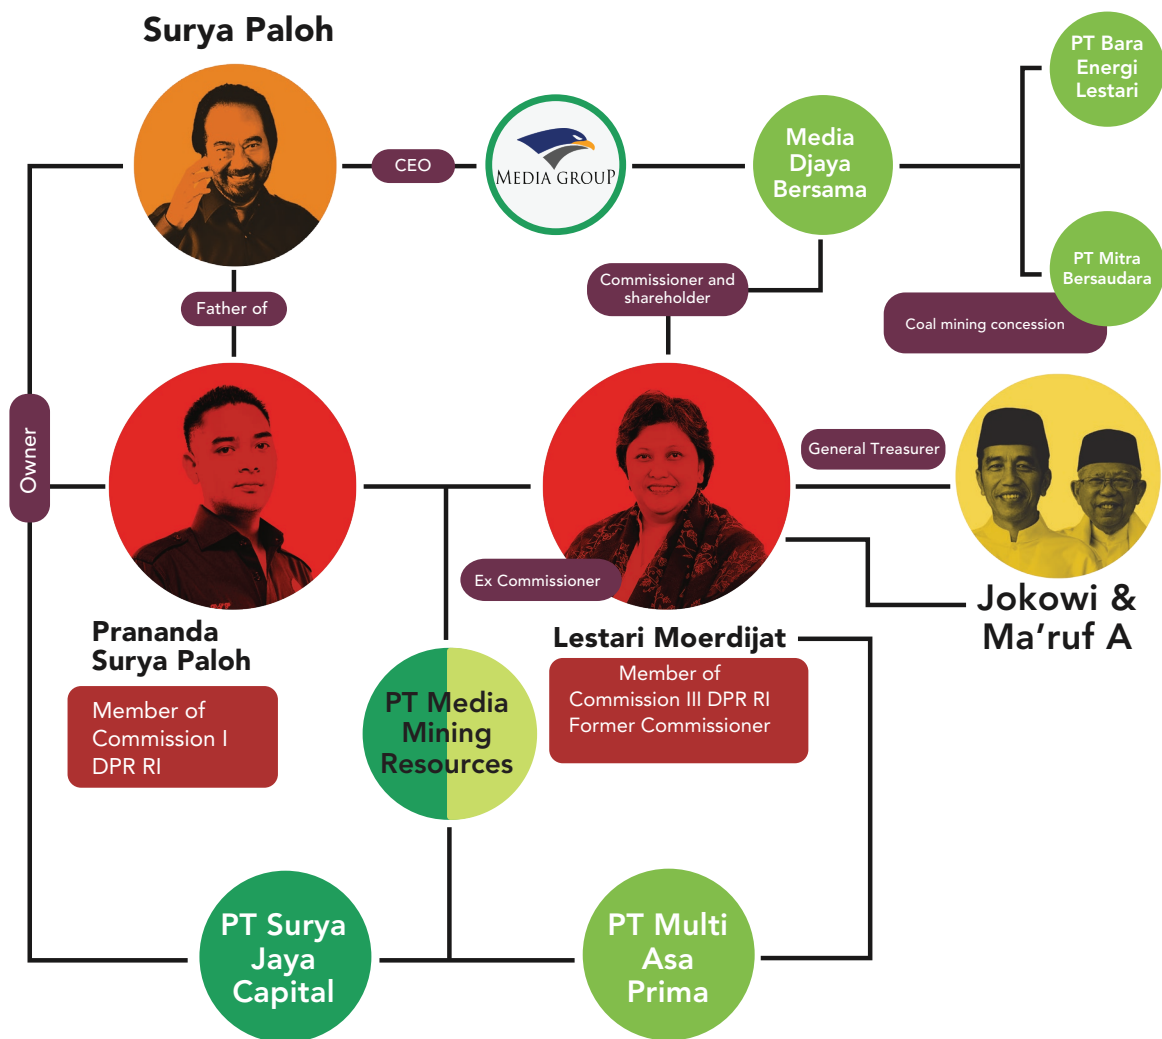 Surya Paloh
PT Bara
Energi
Lestari
CEO
MEDIA GROUP
Media
Djaya
Bersama
PT Mitra
Bersaudara
Commissioner and
shareholder
Father of
Coal mining concession
Owner
General Treasurer
Ex Commissioner
Jokowi &
Ma’ruf A
Prananda
Surya Paloh
Lestari Moerdijat
Member of
Commission I
DPR RI
Member of
Commission III DPR RI
Former Commissioner
PT Media
Mining
Resources
PT Surya
Jaya
Capital
PT Multi
Asa
Prima